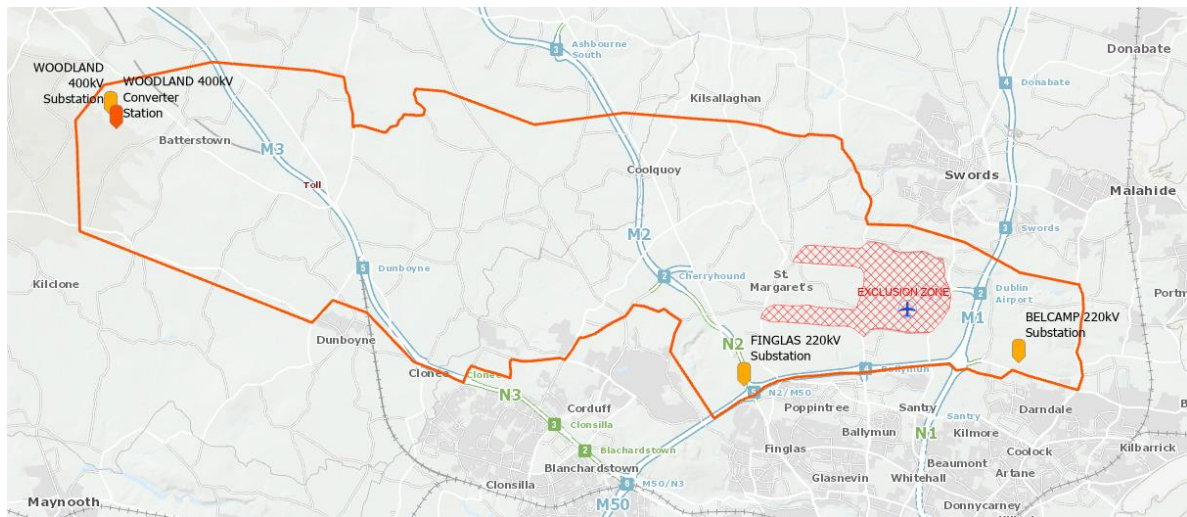 Donabate
3
Ashbourne
South
WOODLAND
400kV
Substation
WOODLAND 400kV
Converter
Station
4
Donabate
Kilsallaghan
Batterstown
M3
Toll
Coolquoy
Swords
Malahide
M2
3
Swords
5
Dunboyne
2
Cherryhound
St.
Margaret's
Kilclone
EXCLUSION ZONE
2
Dublin
Airport
M1
BELCAMP 220kV
Substation
Dunboyne
N2
FINGLAS 220kV
Substation
4
Ballymun
Clonee
Clonee
N3
5
N2/M50
Corduff
Poppintree
Santry
Darndale
3
Clonsilla
Santry
Ballymun
N1
Kilmore
2
Blachardstown
Finglas
Coolock
Kilbarrick
Blanchardstown
Beaumont
Artane
Clonsilla
6
M50/N3
Glasnevin
Whitehall
Maynooth
M50
Donnycarney